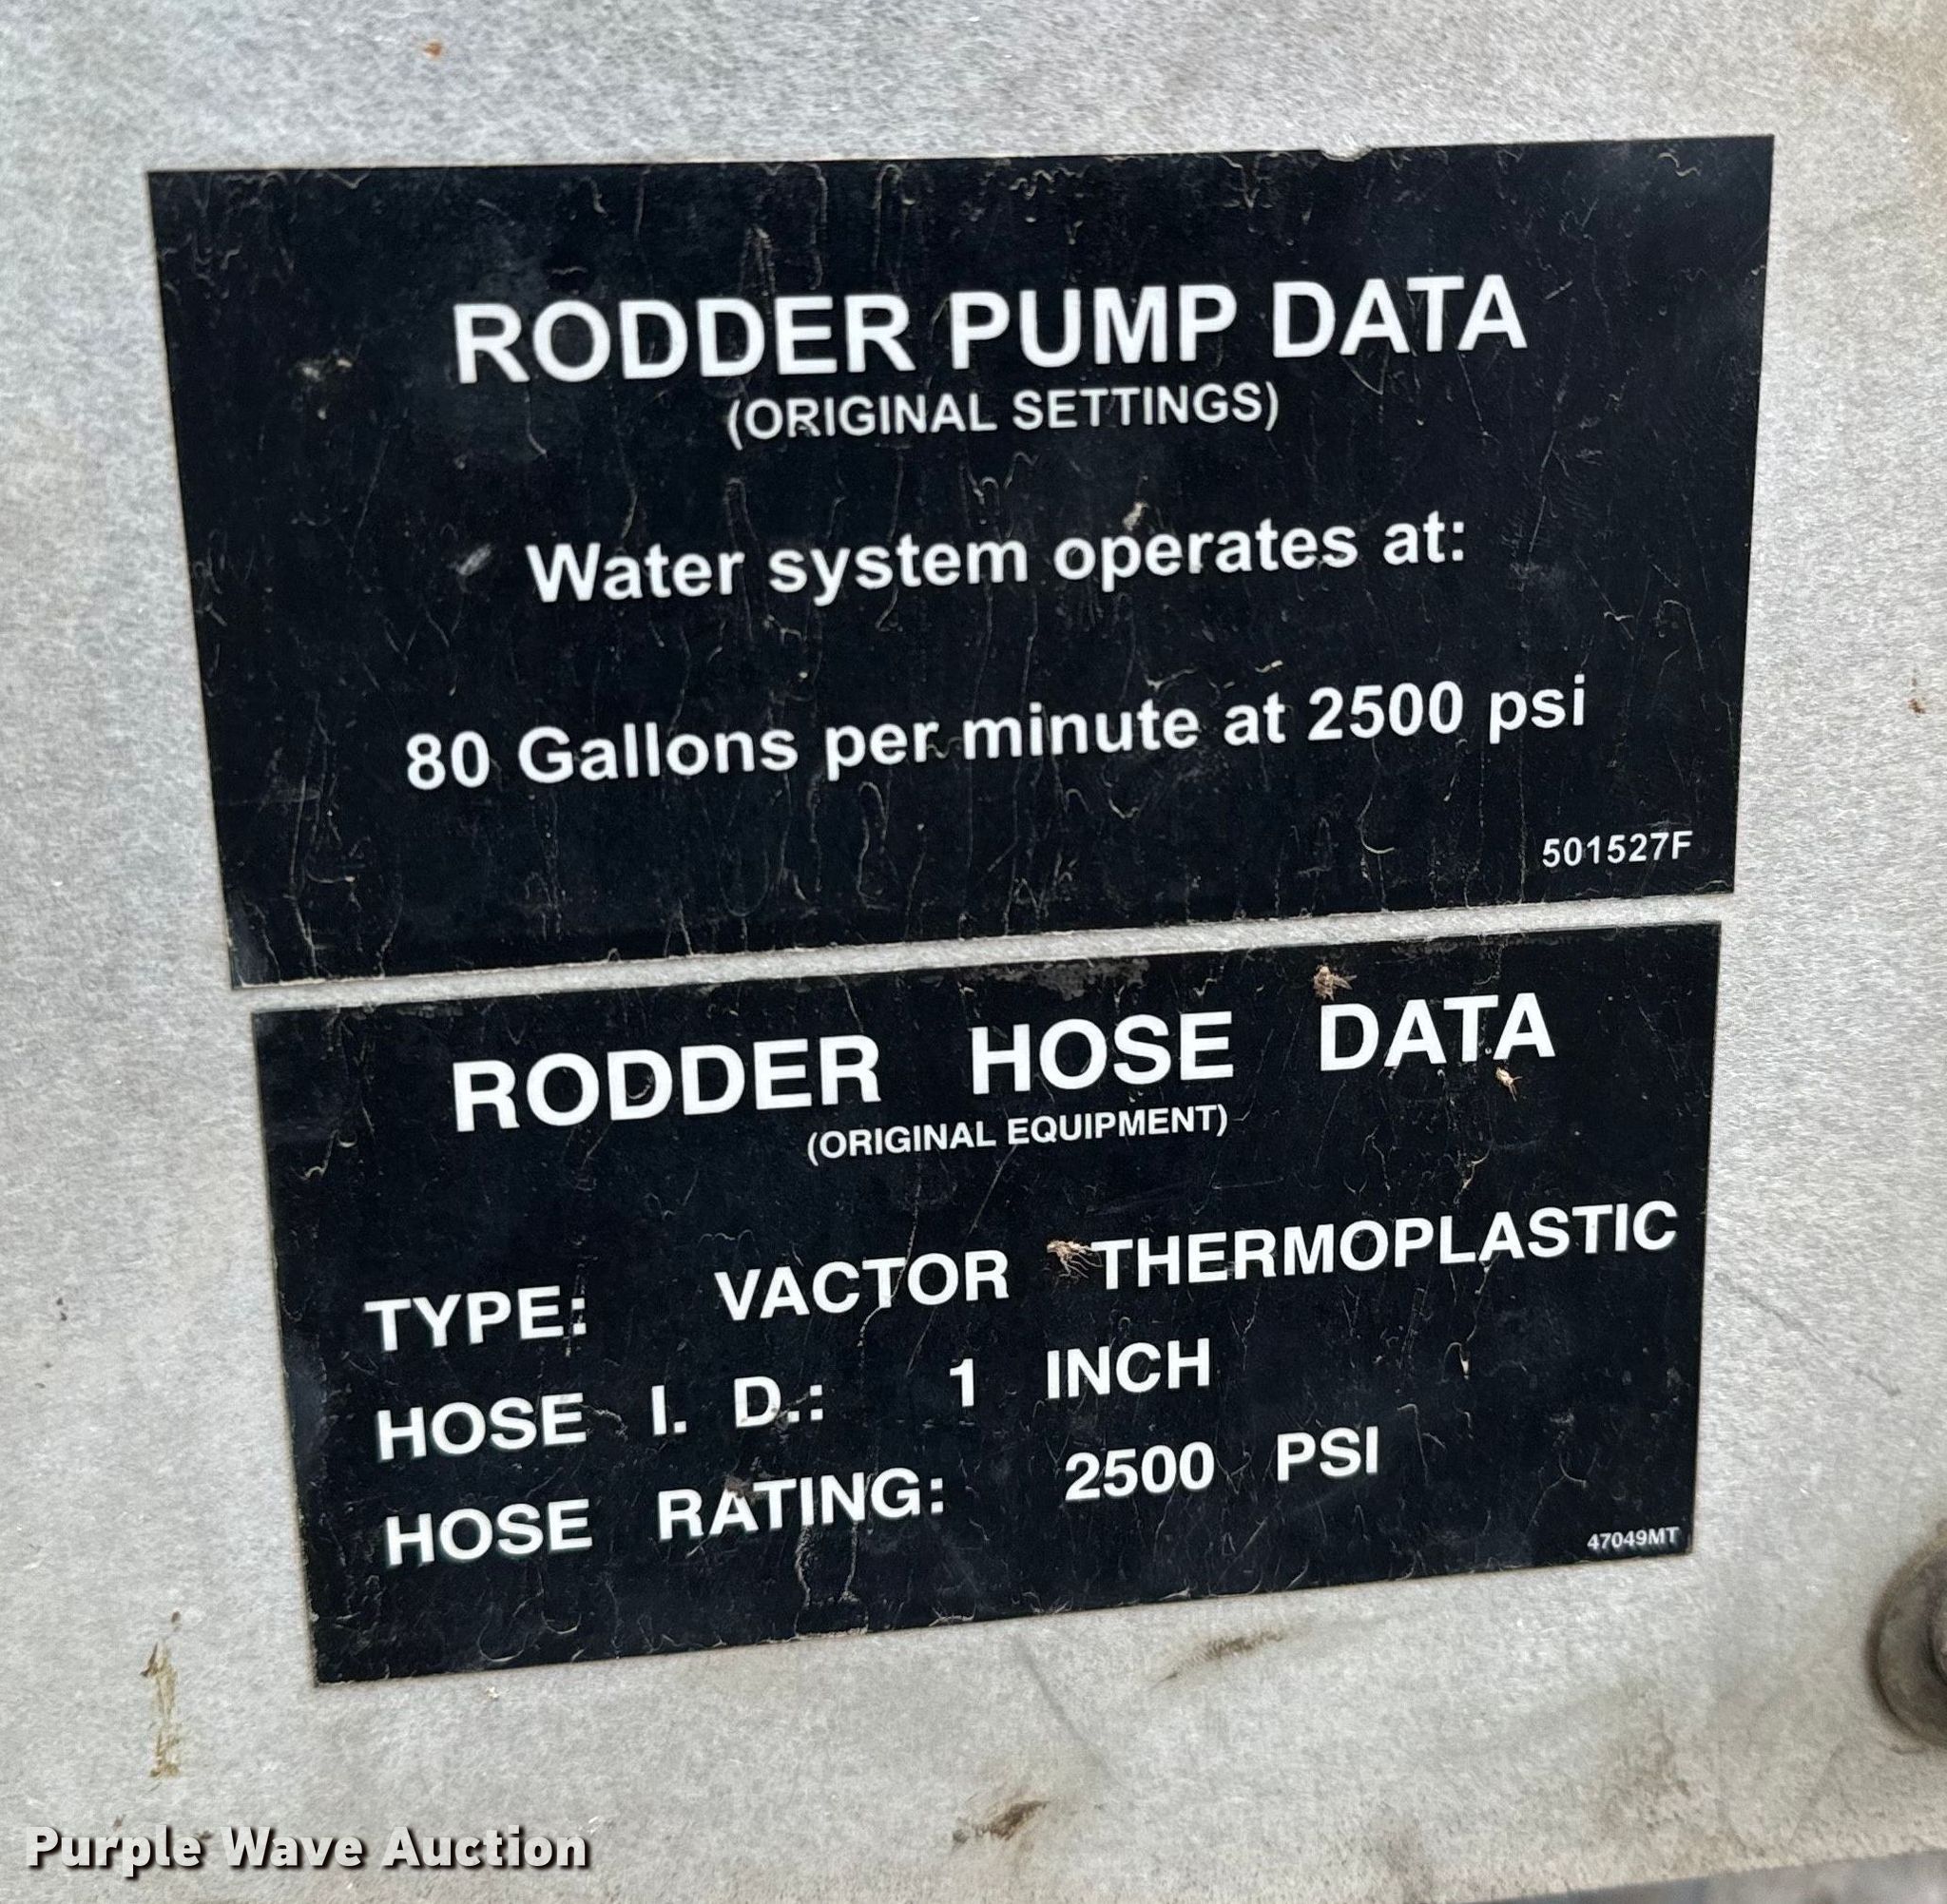 RODDER PUMP DATA
(ORIGINAL SETTINGS)
Water system operates at:
80 Gallons per minute at 2500 psi
501527F
RODDER HOSE DATA
(ORIGINAL EQUIPMENT)
TYPE: VACTOR THERMOPLASTIC
HOSE I. D.: 1 INCH
HOSE RATING: 2500 PSI
47049MT
Purple Wave Auction